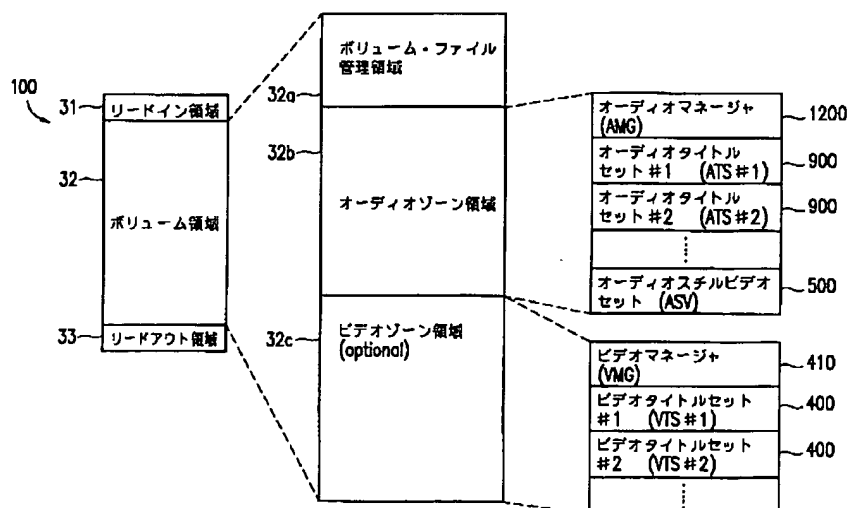 100
31
リードイン領域
32
ボリューム領域
33
リードアウト領域
32a
ボリューム・ファイル
管理領域
32b
オーディオゾーン領域
32c
ビデオゾーン領域
(optional)
オーディオマネージャ
(AMG)
1200
オーディオタイトル
セット#1 (ATS#1)
900
オーディオタイトル
セット#2 (ATS#2)
900
オーディオスチルビデオ
セット (ASV)
500
ビデオマネージャ
(VMG)
410
ビデオタイトルセット
#1 (VTS#1)
400
ビデオタイトルセット
#2 (VTS#2)
400